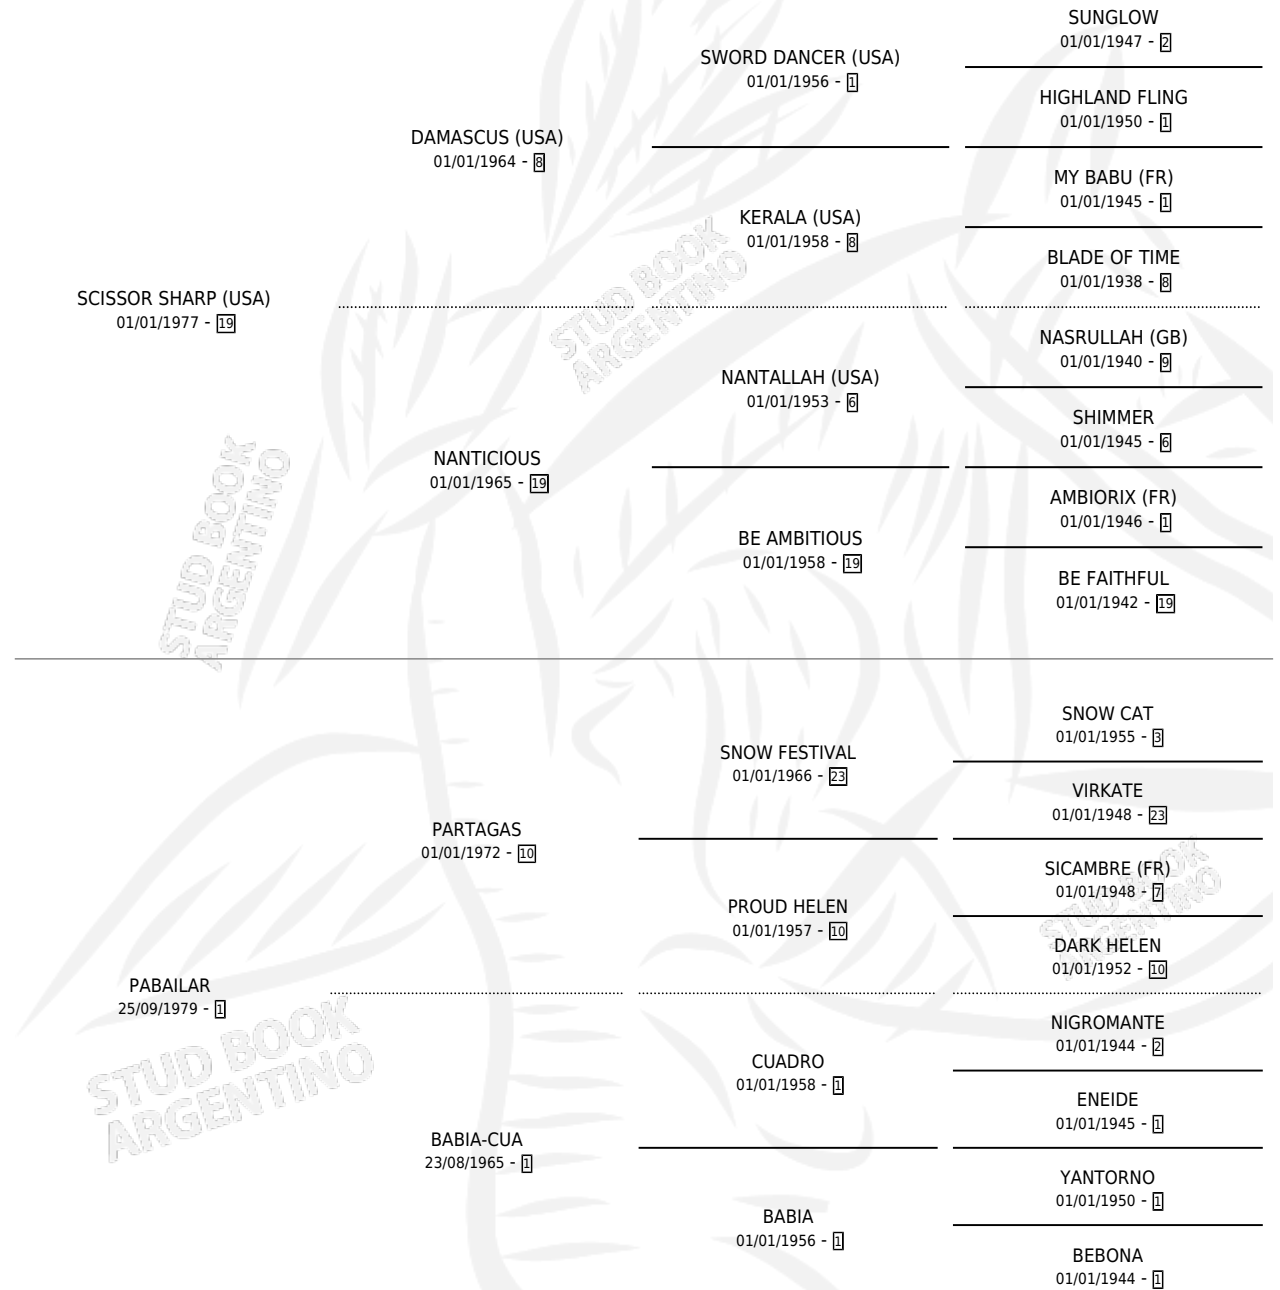 SUNGLOW
01/01/1947 - 2
SWORD DANCER (USA)
01/01/1956 - 1
HIGHLAND FLING
01/01/1950 - 1
DAMASCUS (USA)
01/01/1964 - 8
MY BABU (FR)
01/01/1945 - 1
KERALA (USA)
01/01/1958 - 8
BLADE OF TIME
01/01/1938 - 8
SCISSOR SHARP (USA)
01/01/1977 - 19
NASRULLAH (GB)
01/01/1940 - 9
NANTALLAH (USA)
01/01/1953 - 6
SHIMMER
01/01/1945 - 6
NANTICIOUS
01/01/1965 - 19
AMBIORIX (FR)
01/01/1946 - 1
BE AMBITIOUS
01/01/1958 - 19
BE FAITHFUL
01/01/1942 - 19
SNOW CAT
01/01/1955 - 3
SNOW FESTIVAL
01/01/1966 - 23
VIRKATE
01/01/1948 - 23
PARTAGAS
01/01/1972 - 10
SICAMBRE (FR)
01/01/1948 - 7
PROUD HELEN
01/01/1957 - 10
DARK HELEN
01/01/1952 - 10
PABAILAR
25/09/1979 - 1
NIGROMANTE
01/01/1944 - 2
CUADRO
01/01/1958 - 1
ENEIDE
01/01/1945 - 1
BABIA-CUA
23/08/1965 - 1
YANTORNO
01/01/1950 - 1
BABIA
01/01/1956 - 1
BEBONA
01/01/1944 - 1
STUD BOOK
ARGENTINO
STUD BOOK
ARGENTINO
STUD BOOK
ARGENTINO
STUD BOOK
ARGENTINO